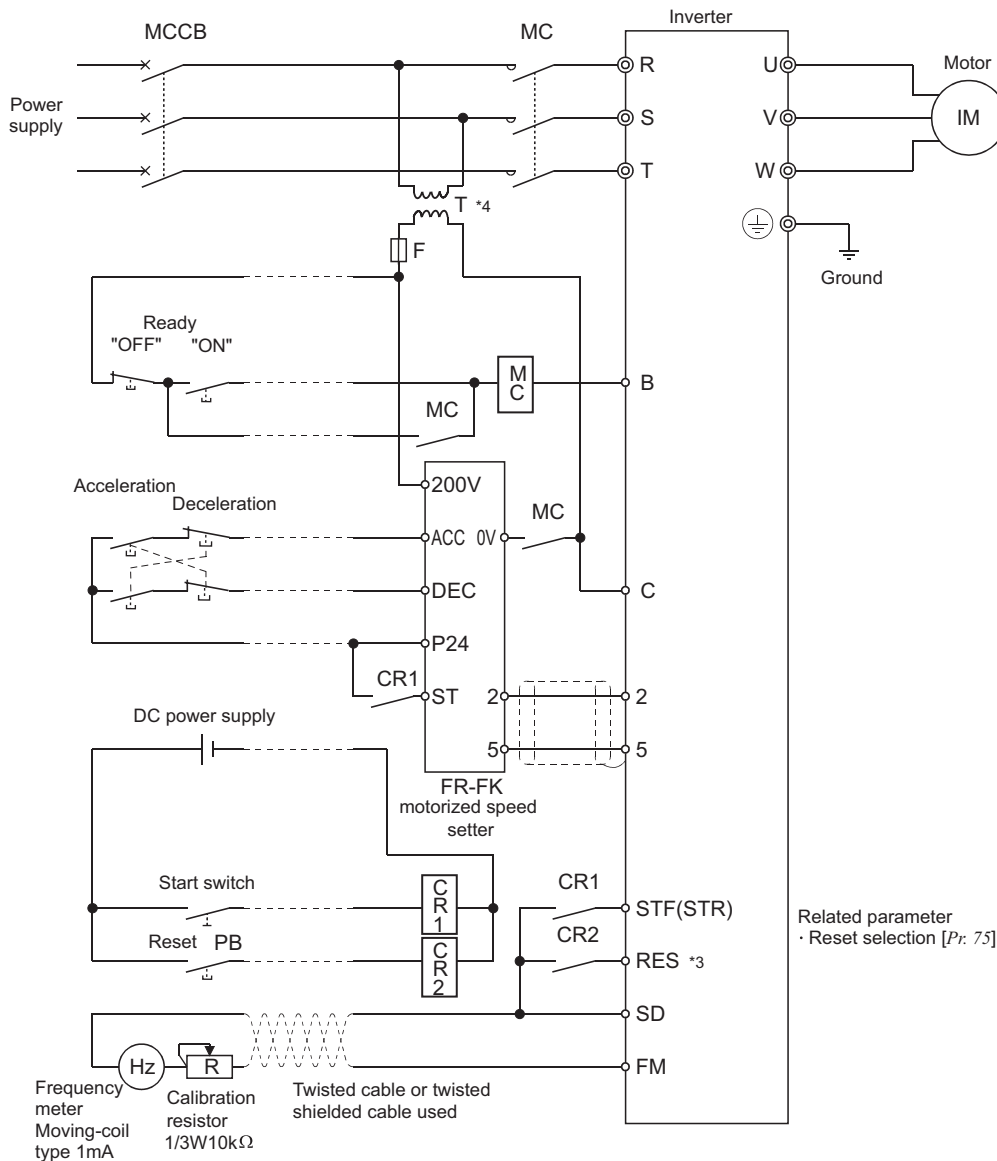 Inverter
MCCB
MC
R
U
Motor
Power
supply
S
V
IM
T
W
T *4
F
Ground
Ready
"OFF" "ON"
MC
B
MC
200V
Acceleration
Deceleration
MC
ACC 0V
DEC
C
P24
CR1
ST
2
2
DC power supply
5
5
FR-FK
motorized speed
setter
Start switch
CR1
CR1
STF(STR)
Related parameter
· Reset selection [Pr. 75]
Reset PB
CR2
CR2
RES *3
SD
Hz
R
FM
Frequency
meter
Moving-coil
type 1mA
Calibration
resistor
1/3W10kΩ
Twisted cable or twisted
shielded cable used